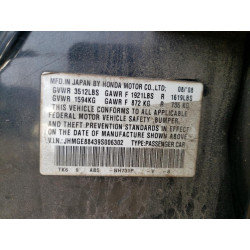 MFD. IN JAPAN BY HONDA MOTOR CO.,LTD. 08/08
GVWR 3512LBS GAWR F 1921LBS R 1619LBS
GVWR 1594KG GAWR F 872 KG R 735 KG
THIS VEHICLE CONFORMS TO ALL APPLICABLE
FEDERAL MOTOR VEHICLE SAFETY, BUMPER,
AND THEFT PREVENTION STANDARDS IN EFFECT
ON THE DATE OF MANUFACTURE SHOWN ABOVE.
V.I.N.: JHMGE88439S006302 TYPE:PASSENGER CAR